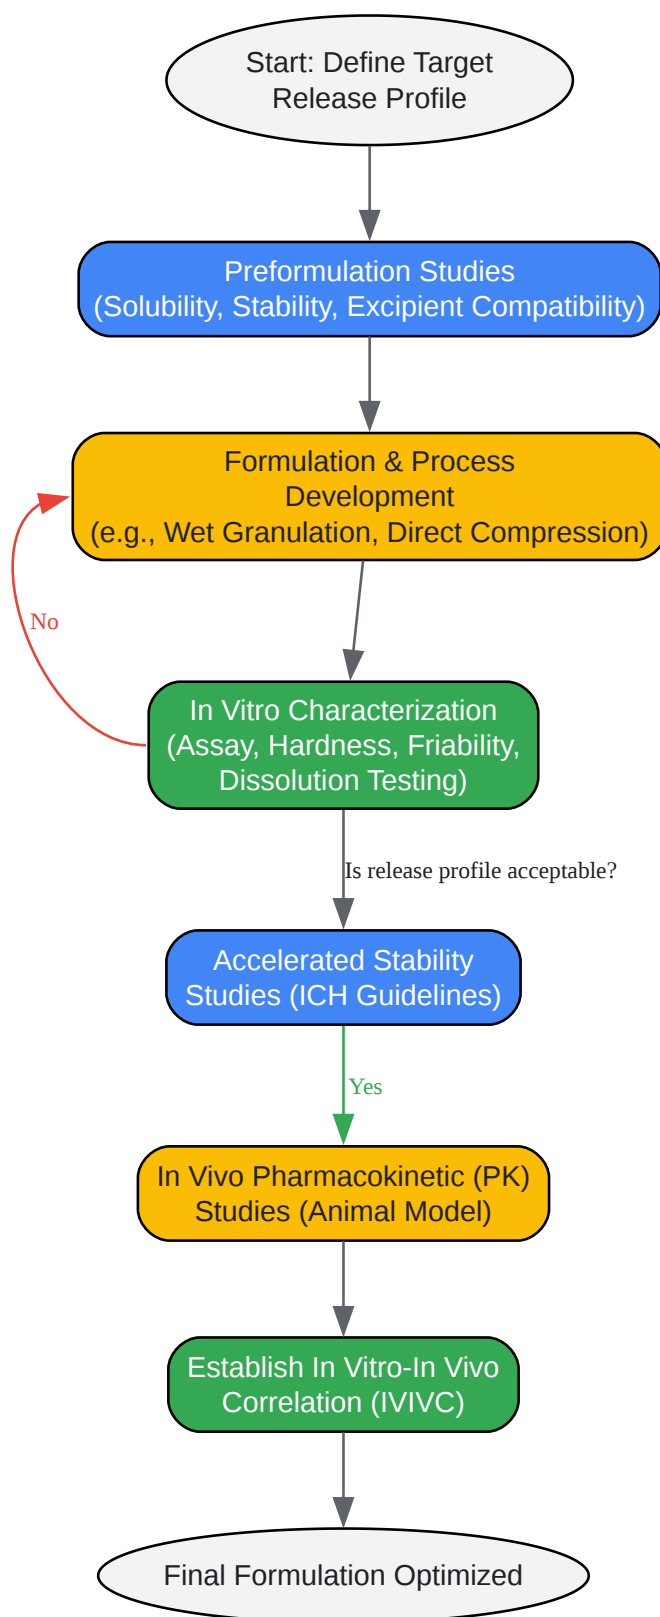 Start: Define Target
Release Profile
Preformulation Studies
(Solubility, Stability, Excipient Compatibility)
Formulation & Process
Development
(e.g., Wet Granulation, Direct Compression)
No
In Vitro Characterization
(Assay, Hardness, Friability,
Dissolution Testing)
Is release profile acceptable?
Accelerated Stability
Studies (ICH Guidelines)
Yes
In Vivo Pharmacokinetic (PK)
Studies (Animal Model)
Establish In Vitro-In Vivo
Correlation (IVIVC)
Final Formulation Optimized